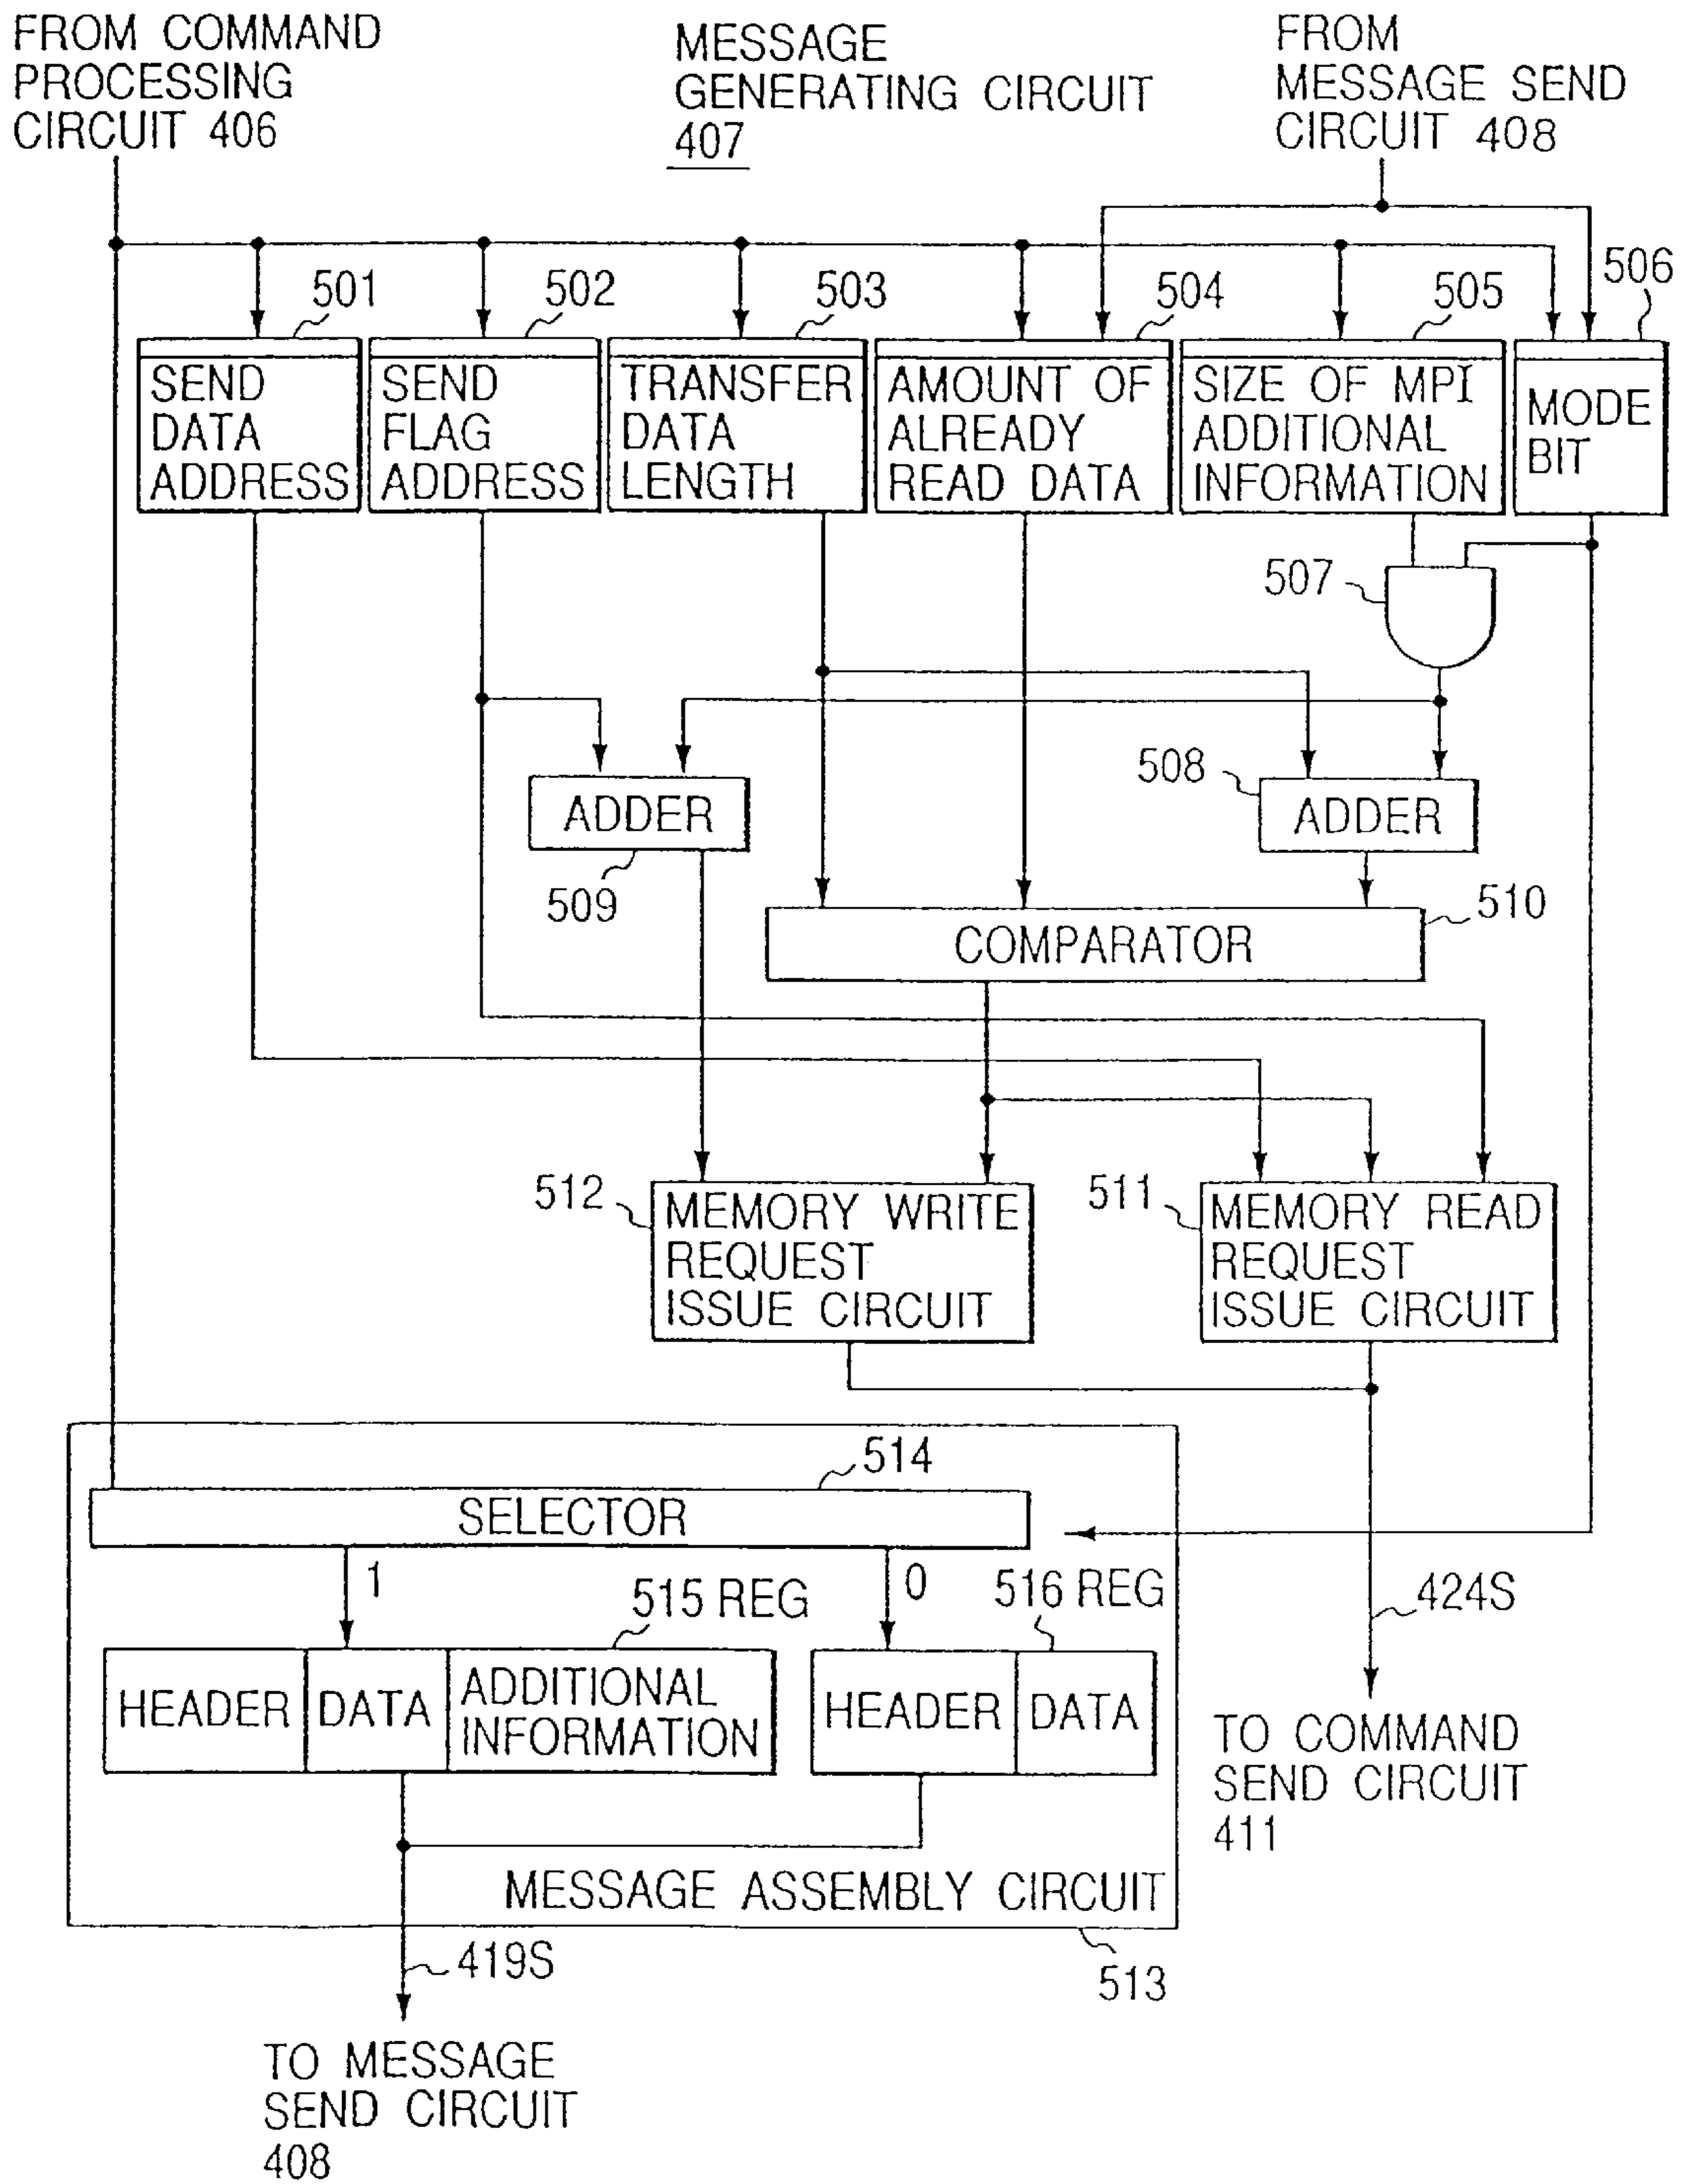 FROM COMMAND
PROCESSING
CIRCUIT 406
MESSAGE
GENERATING CIRCUIT
407
FROM
MESSAGE SEND
CIRCUIT 408
501
502
503
504
505
506
SEND
DATA
ADDRESS
SEND
FLAG
ADDRESS
TRANSFER
DATA
LENGTH
AMOUNT OF
ALREADY
READ DATA
SIZE OF MPI
ADDITIONAL
INFORMATION
MODE
BIT
507
508
ADDER
ADDER
509
510
COMPARATOR
512
MEMORY WRITE
REQUEST
ISSUE CIRCUIT
511
MEMORY READ
REQUEST
ISSUE CIRCUIT
514
SELECTOR
1
0
515 REG
516 REG
424S
HEADER
DATA
ADDITIONAL
INFORMATION
HEADER
DATA
TO COMMAND
SEND CIRCUIT
411
MESSAGE ASSEMBLY CIRCUIT
419S
513
TO MESSAGE
SEND CIRCUIT
408